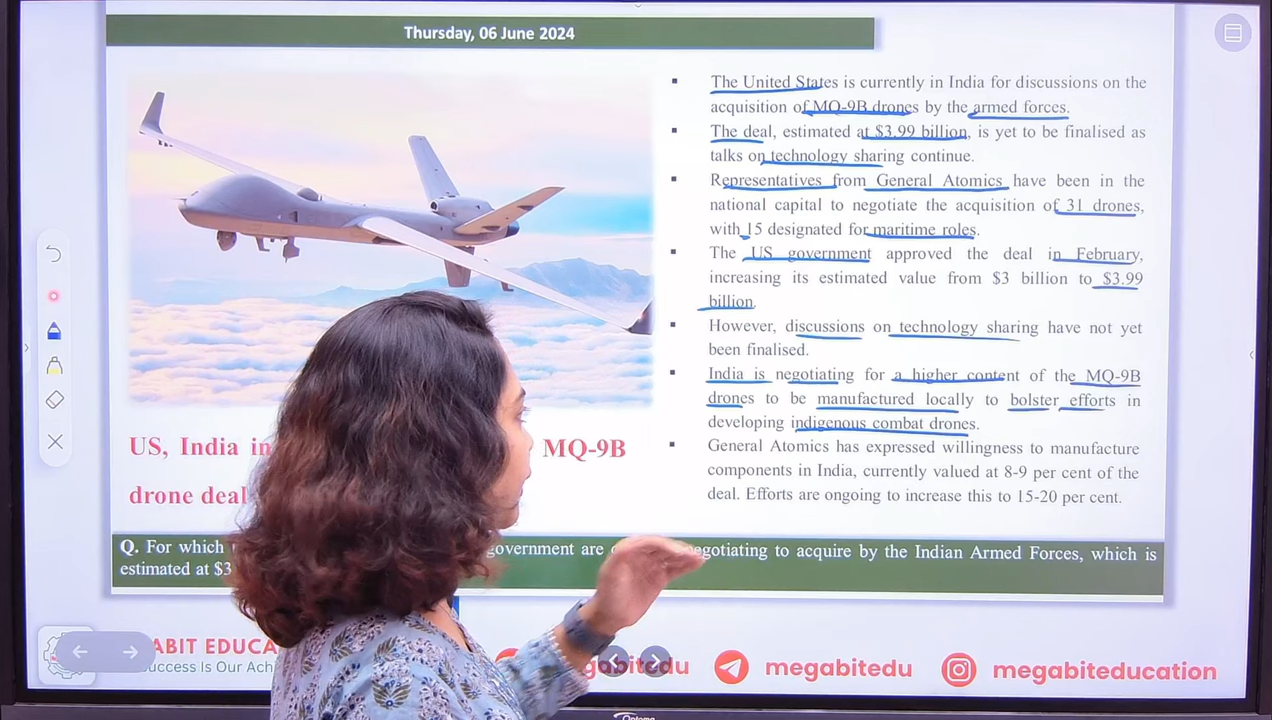 Thursday, 06 June 2024
The United States is currently in India for discussions on the
acquisition of MQ-9B drones by the armed forces.
The deal, estimated at $3.99 billion, is yet to be finalised as
talks on technology sharing continue.
Representatives from General Atomics have been in the
national capital to negotiate the acquisition of 31 drones,
with 15 designated for maritime roles.
The US government approved the deal in February,
increasing its estimated value from $3 billion to $3.99
billion.
However, discussions on technology sharing have not yet
been finalised.
India is negotiating for a higher content of the MQ-9B
drones to be manufactured locally to bolster efforts in
developing indigenous combat drones.
General Atomics has expressed willingness to manufacture
components in India, currently valued at 8-9 per cent of the
deal. Efforts are ongoing to increase this to 15-20 per cent.
US, India in MQ-9B
drone deal
Q. For which government are negotiating to acquire by the Indian Armed Forces, which is
estimated at $3
ABIT EDUCA
uccess Is Our Achi
gabitedu
megabitedu
megabiteducation
Optoma